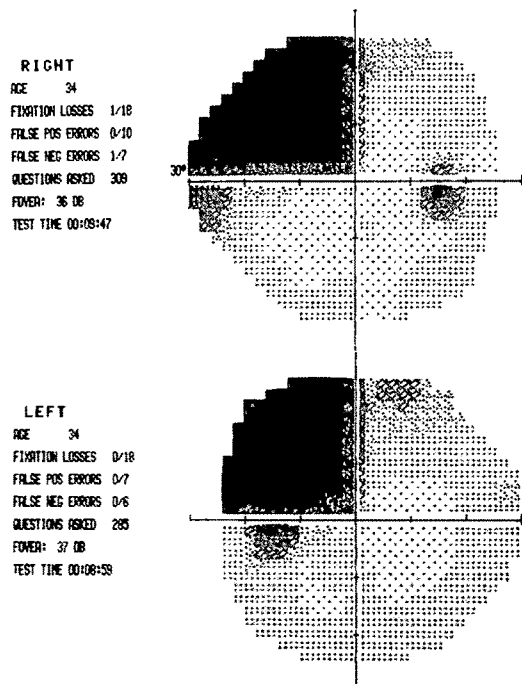 RIGHT
AGE 34
FIXATION LOSSES 1/18
FALSE POS ERRORS 0/10
FALSE NEG ERRORS 1/7
QUESTIONS ASKED 309
FOVEA: 36 DB
TEST TIME 00:09:47
30°
LEFT
AGE 34
FIXATION LOSSES 0/18
FALSE POS ERRORS 0/7
FALSE NEG ERRORS 0/6
QUESTIONS ASKED 285
FOVEA: 37 DB
TEST TIME 00:08:59